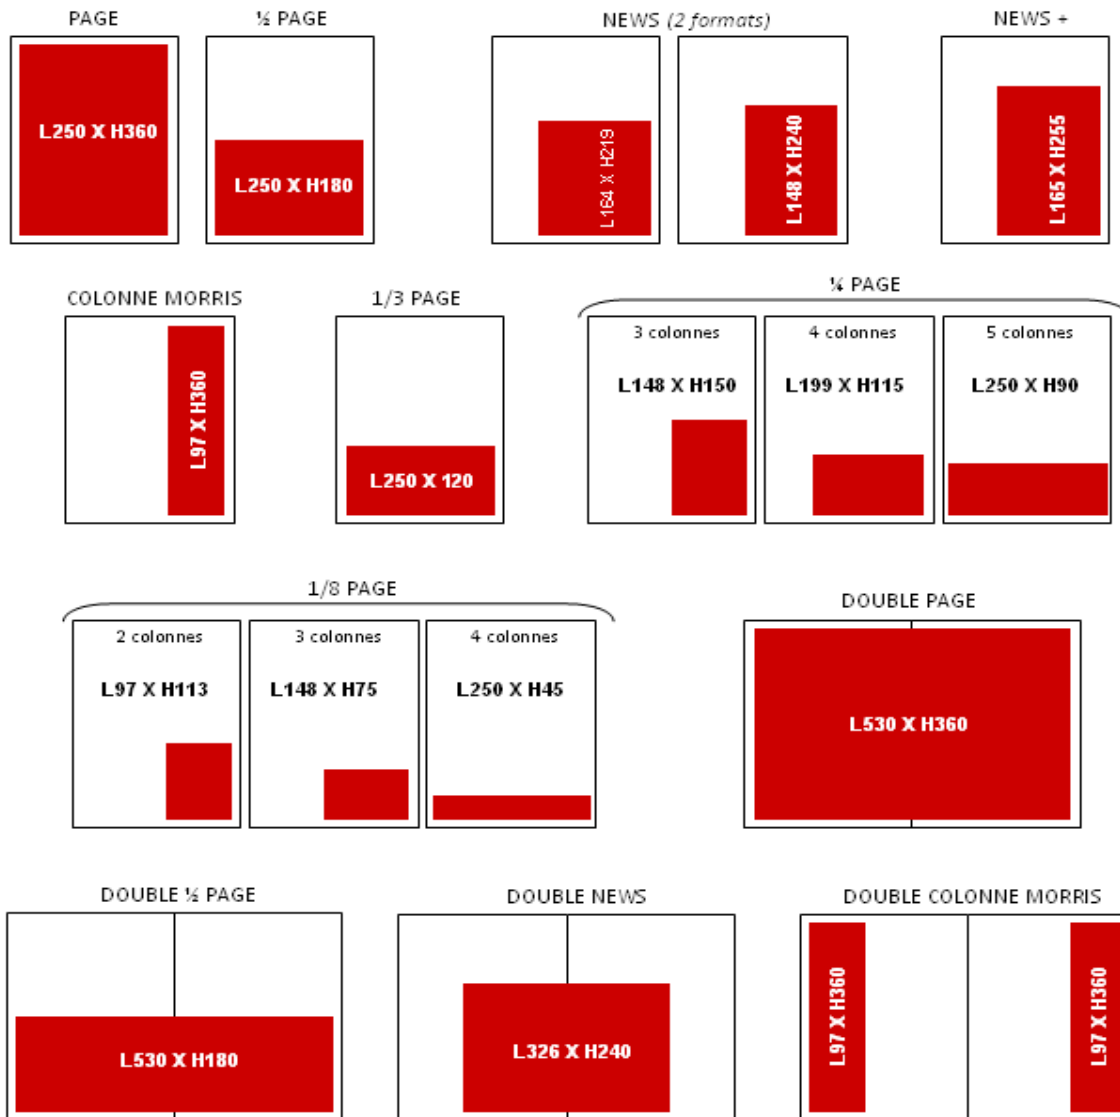 PAGE
½ PAGE
NEWS (2 formats)
NEWS +
L250 X H360
L250 X H180
L164 X H219
L148 X H240
L165 X H255
COLONNE MORRIS
1/3 PAGE
¼ PAGE
L97 X H360
L250 X 120
3 colonnes
4 colonnes
5 colonnes
L148 X H150
L199 X H115
L250 X H90
1/8 PAGE
2 colonnes
3 colonnes
4 colonnes
L97 X H113
L148 X H75
L250 X H45
DOUBLE PAGE
L530 X H360
DOUBLE ½ PAGE
DOUBLE NEWS
DOUBLE COLONNE MORRIS
L530 X H180
L326 X H240
L97 X H360
L97 X H360